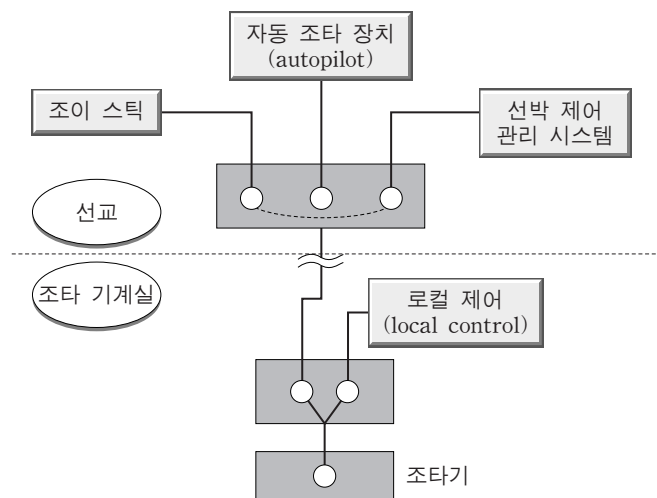 자동 조타 장치
(autopilot)
조이 스틱
선박 제어
관리 시스템
선교
조타 기계실
로컬 제어
(local control)
조타기